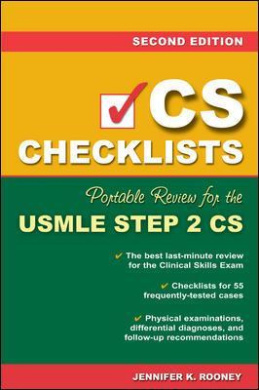 SECOND EDITION
CS
CHECKLISTS
Portable Review for the
USMLE STEP 2 CS
The best last-minute review
for the Clinical Skills Exam
Checklists for 55
frequently-tested cases
Physical examinations,
differential diagnoses, and
follow-up recommendations
JENNIFER K. ROONEY